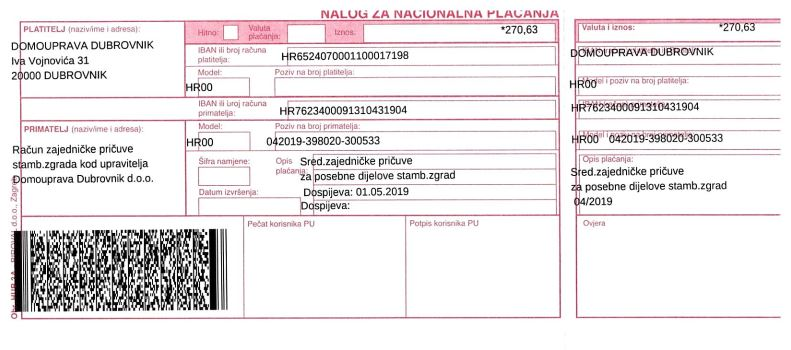 NALOG ZA NACIONALNA PLAĆANJA
PLATITELJ (naziv/ime i adresa):
DOMOUPRAVA DUBROVNIK
Iva Vojnovića 31
20000 DUBROVNIK
Hitno:
Valuta plaćanja:
Iznos:
*270,63
IBAN ili broj računa platitelja:
HR6524070001100017198
Model:
HR00
Poziv na broj platitelja:
IBAN ili broj računa primatelja:
HR7623400091310431904
PRIMATELJ (naziv/ime i adresa):
Račun zajedničke pričuve
stamb.zgrada kod upravitelja
Domouprava Dubrovnik d.o.o.
Model:
HR00
Poziv na broj primatelja:
042019-398020-300533
Šifra namjene:
Datum izvršenja:
Opis plaćanja:
Sred.zajedničke pričuve
za posebne dijelove stamb.zgrad
Dospijeva: 01.05.2019
Dospijeva:
Pečat korisnika PU
Potpis korisnika PU
Valuta i iznos:
*270,63
DOMOUPRAVA DUBROVNIK
Model i poziv na broj platitelja:
HR00
HR7623400091310431904
Model i poziv na broj primatelja:
HR00 042019-398020-300533
Opis plaćanja:
Sred.zajedničke pričuve
za posebne dijelove stamb.zgrad
04/2019
Ovjera